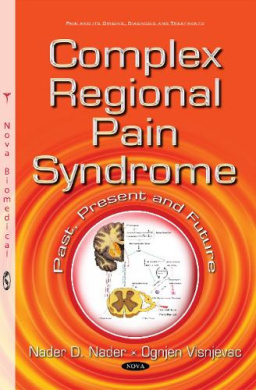 PAIN AND ITS ORIGINS, DIAGNOSIS AND TREATMENTS
Complex
Regional
Pain
Syndrome
Past, Present and Future
Nader D. Nader • Ognjen Visnjevac
NOVA
Nova Biomedical